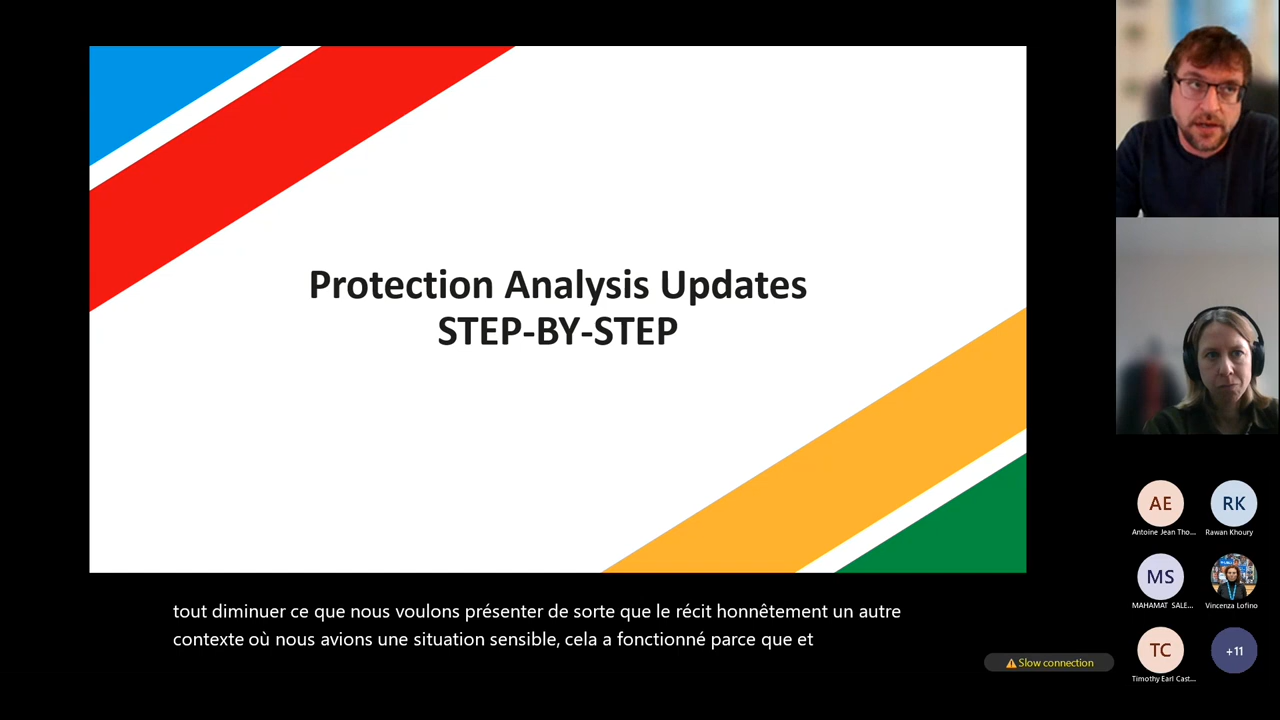 Protection Analysis Updates
STEP-BY-STEP
tout diminuer ce que nous voulons présenter de sorte que le récit honnêtement un autre
contexte où nous avions une situation sensible, cela a fonctionné parce que et
Slow connection
AE
RK
Antoine Jean Tho...
Rawan Khoury
MS
MAHAMAT SALE...
Vincenza Lofino
TC
+11
Timothy Earl Cast...